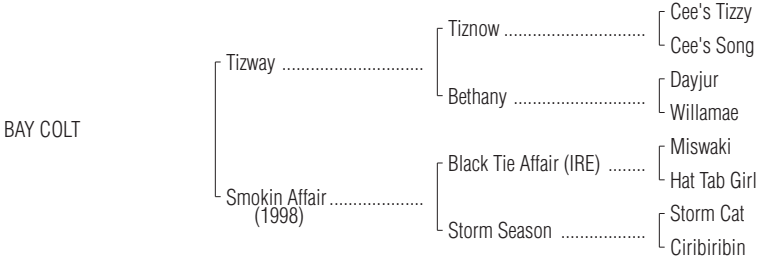 Cee's Tizzy
Tiznow ..............................
Cee's Song
Tizway ..............................
Dayjur
Bethany ............................
Willamae
BAY COLT
Miswaki
Black Tie Affair (IRE) ........
Hat Tab Girl
Smokin Affair ....................
(1998)
Storm Cat
Storm Season ..................
Ciribiribin